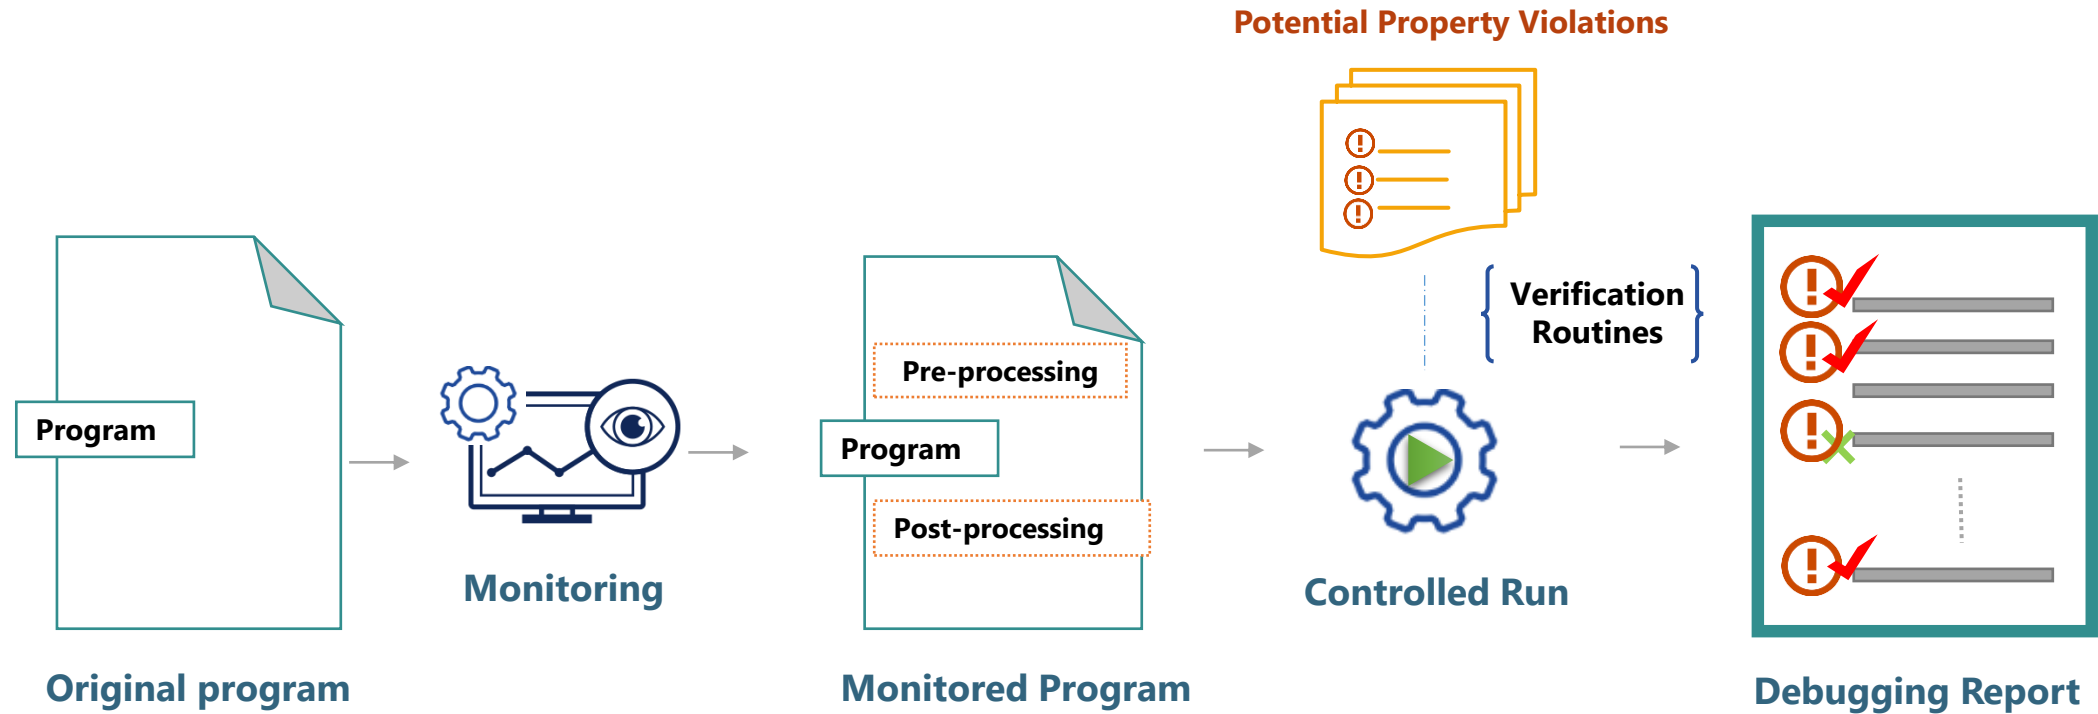 Potential Property Violations
Verification
Routines
Pre-processing
Program
Program
Post-processing
Monitoring
Controlled Run
Original program
Monitored Program
Debugging Report